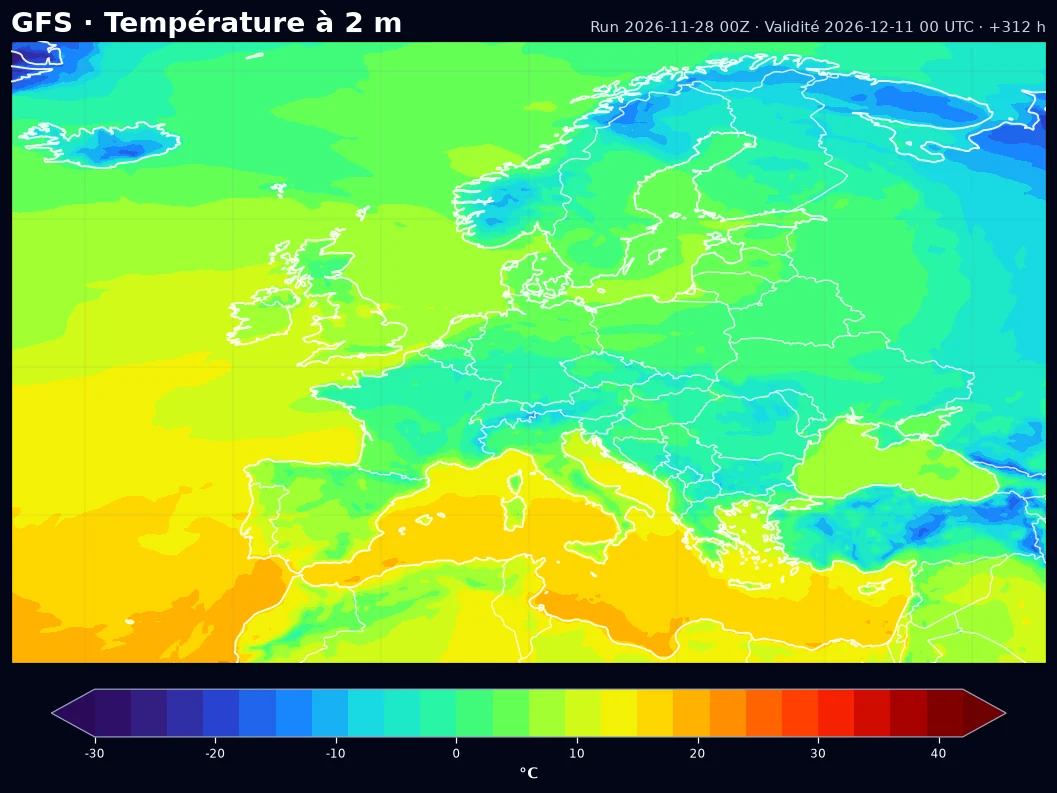 GFS · Température à 2 m
Run 2026-11-28 00Z · Validité 2026-12-11 00 UTC · +312 h
-30 -20 -10 0 10 20 30 40
°C